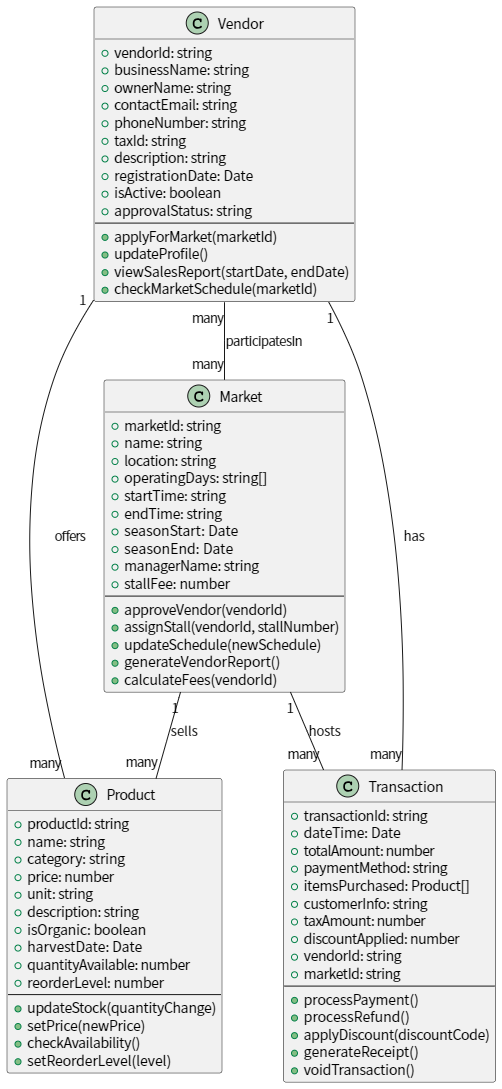 C Vendor
vendorId: string
businessName: string
ownerName: string
contactEmail: string
phoneNumber: string
taxId: string
description: string
registrationDate: Date
isActive: boolean
approvalStatus: string
applyForMarket(marketId)
updateProfile()
viewSalesReport(startDate, endDate)
checkMarketSchedule(marketId)
1
many
1
participatesIn
many
C Market
marketId: string
name: string
location: string
operatingDays: string[]
startTime: string
endTime: string
seasonStart: Date
seasonEnd: Date
managerName: string
stallFee: number
approveVendor(vendorId)
assignStall(vendorId, stallNumber)
updateSchedule(newSchedule)
generateVendorReport()
calculateFees(vendorId)
offers
has
1
1
sells
hosts
many
many
many
many
C Product
productId: string
name: string
category: string
price: number
unit: string
description: string
isOrganic: boolean
harvestDate: Date
quantityAvailable: number
reorderLevel: number
updateStock(quantityChange)
setPrice(newPrice)
checkAvailability()
setReorderLevel(level)
C Transaction
transactionId: string
dateTime: Date
totalAmount: number
paymentMethod: string
itemsPurchased: Product[]
customerInfo: string
taxAmount: number
discountApplied: number
vendorId: string
marketId: string
processPayment()
processRefund()
applyDiscount(discountCode)
generateReceipt()
voidTransaction()